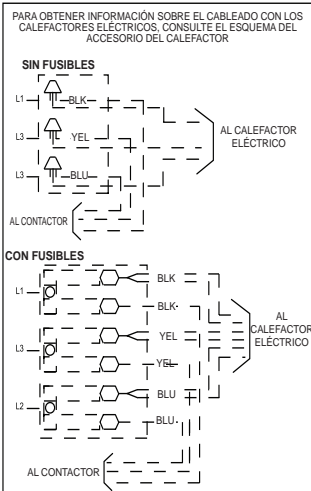 PARA OBTENER INFORMACIÓN SOBRE EL CABLEADO CON LOS
CALEFACTORES ELÉCTRICOS, CONSULTE EL ESQUEMA DEL
ACCESORIO DEL CALEFACTOR
SIN FUSIBLES
L1
BLK
L3
YEL
AL CALEFACTOR
ELÉCTRICO
L3
BLU
AL CONTACTOR
CON FUSIBLES
L1
BLK
BLK
L3
YEL
YEL
AL
CALEFACTOR
ELÉCTRICO
L2
BLU
BLU
AL CONTACTOR